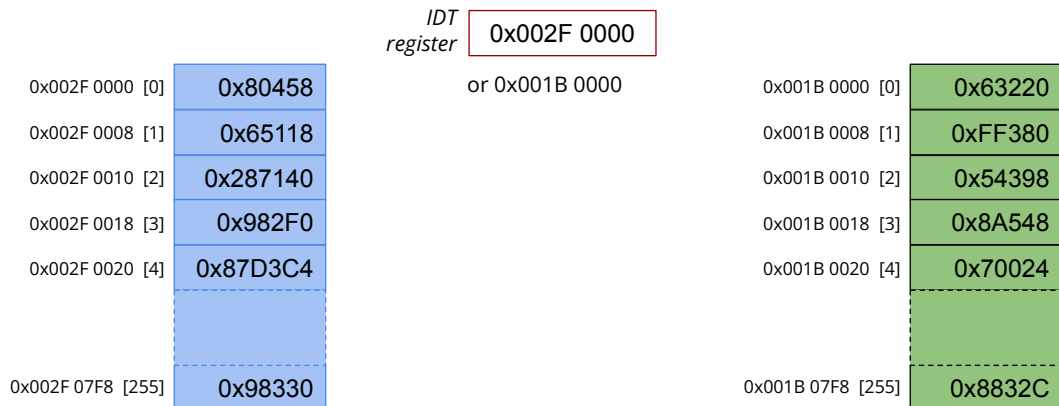 IDT
register
0x002F 0000
or 0x001B 0000
0x002F 0000 [0] 0x80458
0x002F 0008 [1] 0x65118
0x002F 0010 [2] 0x287140
0x002F 0018 [3] 0x982F0
0x002F 0020 [4] 0x87D3C4
0x002F 07F8 [255] 0x98330
0x001B 0000 [0] 0x63220
0x001B 0008 [1] 0xFF380
0x001B 0010 [2] 0x54398
0x001B 0018 [3] 0x8A548
0x001B 0020 [4] 0x70024
0x001B 07F8 [255] 0x8832C